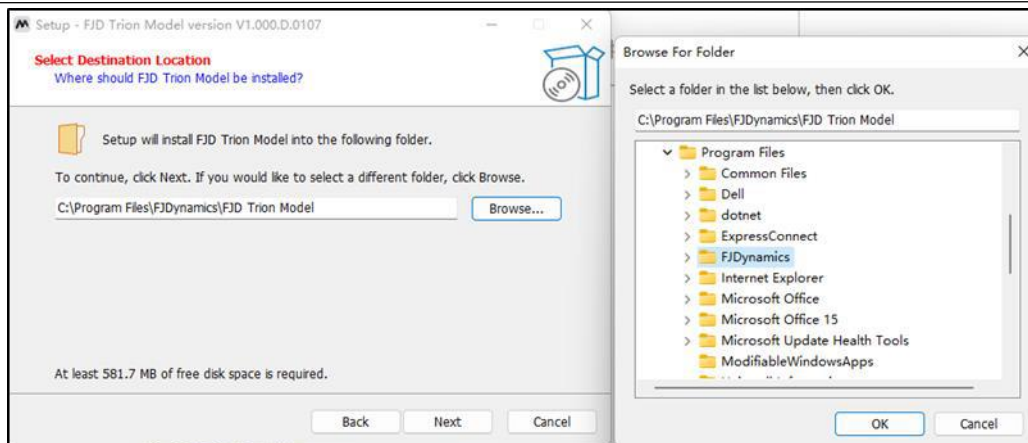 Setup - FJD Trion Model version V1.000.D.0107
Select Destination Location
Where should FJD Trion Model be installed?
Setup will install FJD Trion Model into the following folder.
To continue, click Next. If you would like to select a different folder, click Browse.
C:\Program Files\FJDynamics\FJD Trion Model
Browse...
At least 581.7 MB of free disk space is required.
Back
Next
Cancel
Browse For Folder
Select a folder in the list below, then click OK.
C:\Program Files\FJDynamics\FJD Trion Model
Program Files
Common Files
Dell
dotnet
ExpressConnect
FJDynamics
Internet Explorer
Microsoft Office
Microsoft Office 15
Microsoft Update Health Tools
ModifiableWindowsApps
OK
Cancel